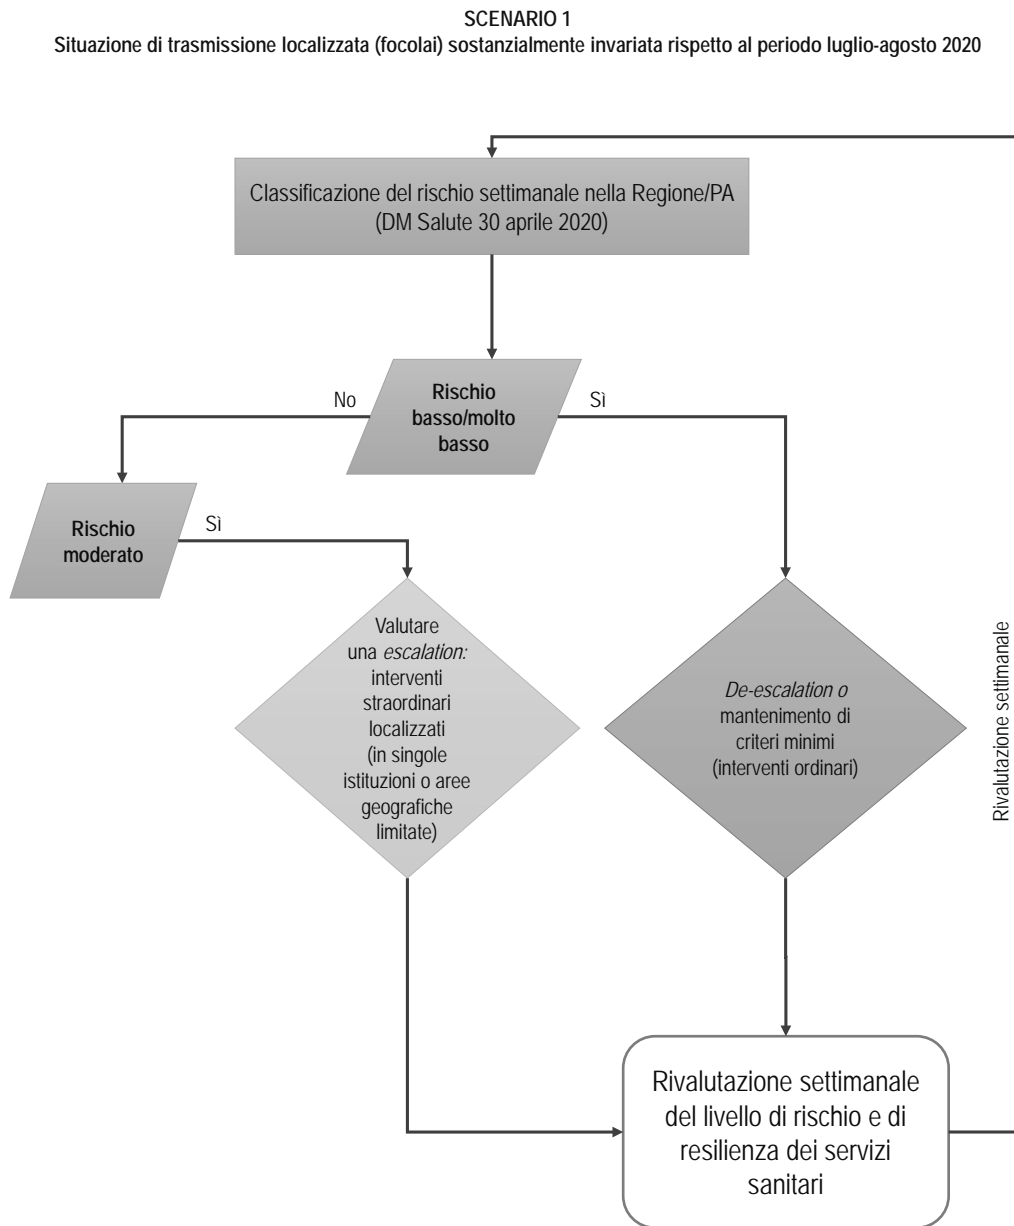 SCENARIO 1
Situazione di trasmissione localizzata (focolai) sostanzialmente invariata rispetto al periodo luglio-agosto 2020
Classificazione del rischio settimanale nella Regione/PA
(DM Salute 30 aprile 2020)
Rischio
basso/molto
basso
No
Sì
Rischio
moderato
Sì
Valutare
una escalation:
interventi
straordinari
localizzati
(in singole
istituzioni o aree
geografiche
limitate)
De-escalation o
mantenimento di
criteri minimi
(interventi ordinari)
Rivalutazione settimanale
Rivalutazione settimanale
del livello di rischio e di
resilienza dei servizi
sanitari